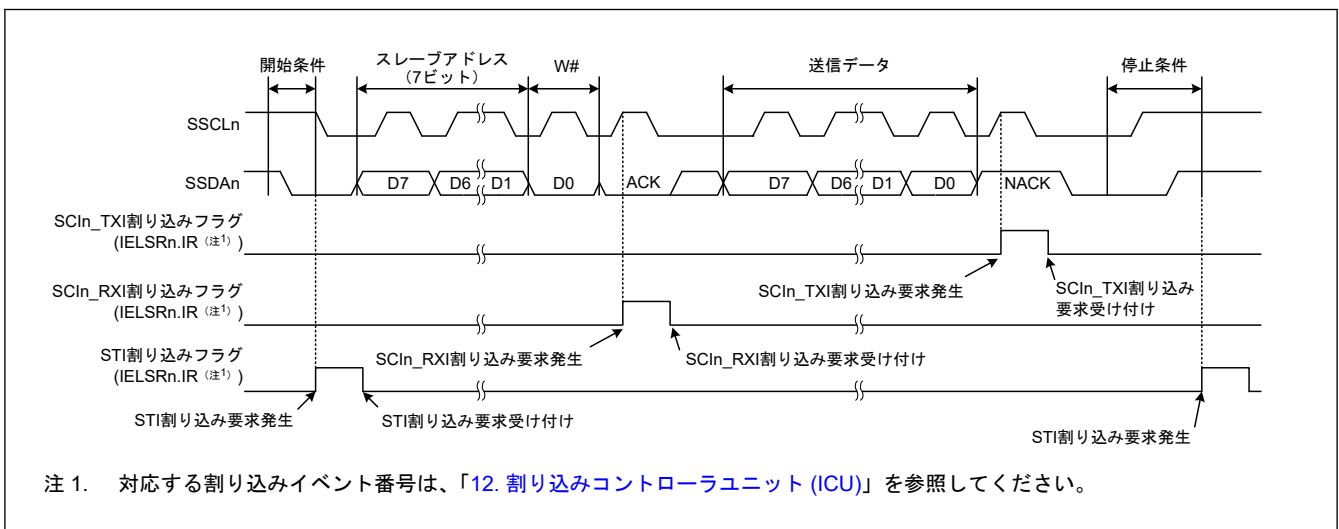 開始条件
スレーブアドレス
(7ビット)
W#
送信データ
停止条件
SSCLn
SSDAn
D7
D6
D1
D0
ACK
D7
D6
D1
D0
NACK
SCIn_TXI割り込みフラグ
(IELSRn.IR（注1）)
SCIn_TXI割り込み要求発生
SCIn_TXI割り込み
要求受け付け
SCIn_RXI割り込みフラグ
(IELSRn.IR（注1）)
SCIn_RXI割り込み要求発生
SCIn_RXI割り込み要求受け付け
STI割り込みフラグ
(IELSRn.IR（注1）)
STI割り込み要求発生
STI割り込み要求受け付け
STI割り込み要求発生
注 1. 対応する割り込みイベント番号は、「12. 割り込みコントローラユニット (ICU)」を参照してください。